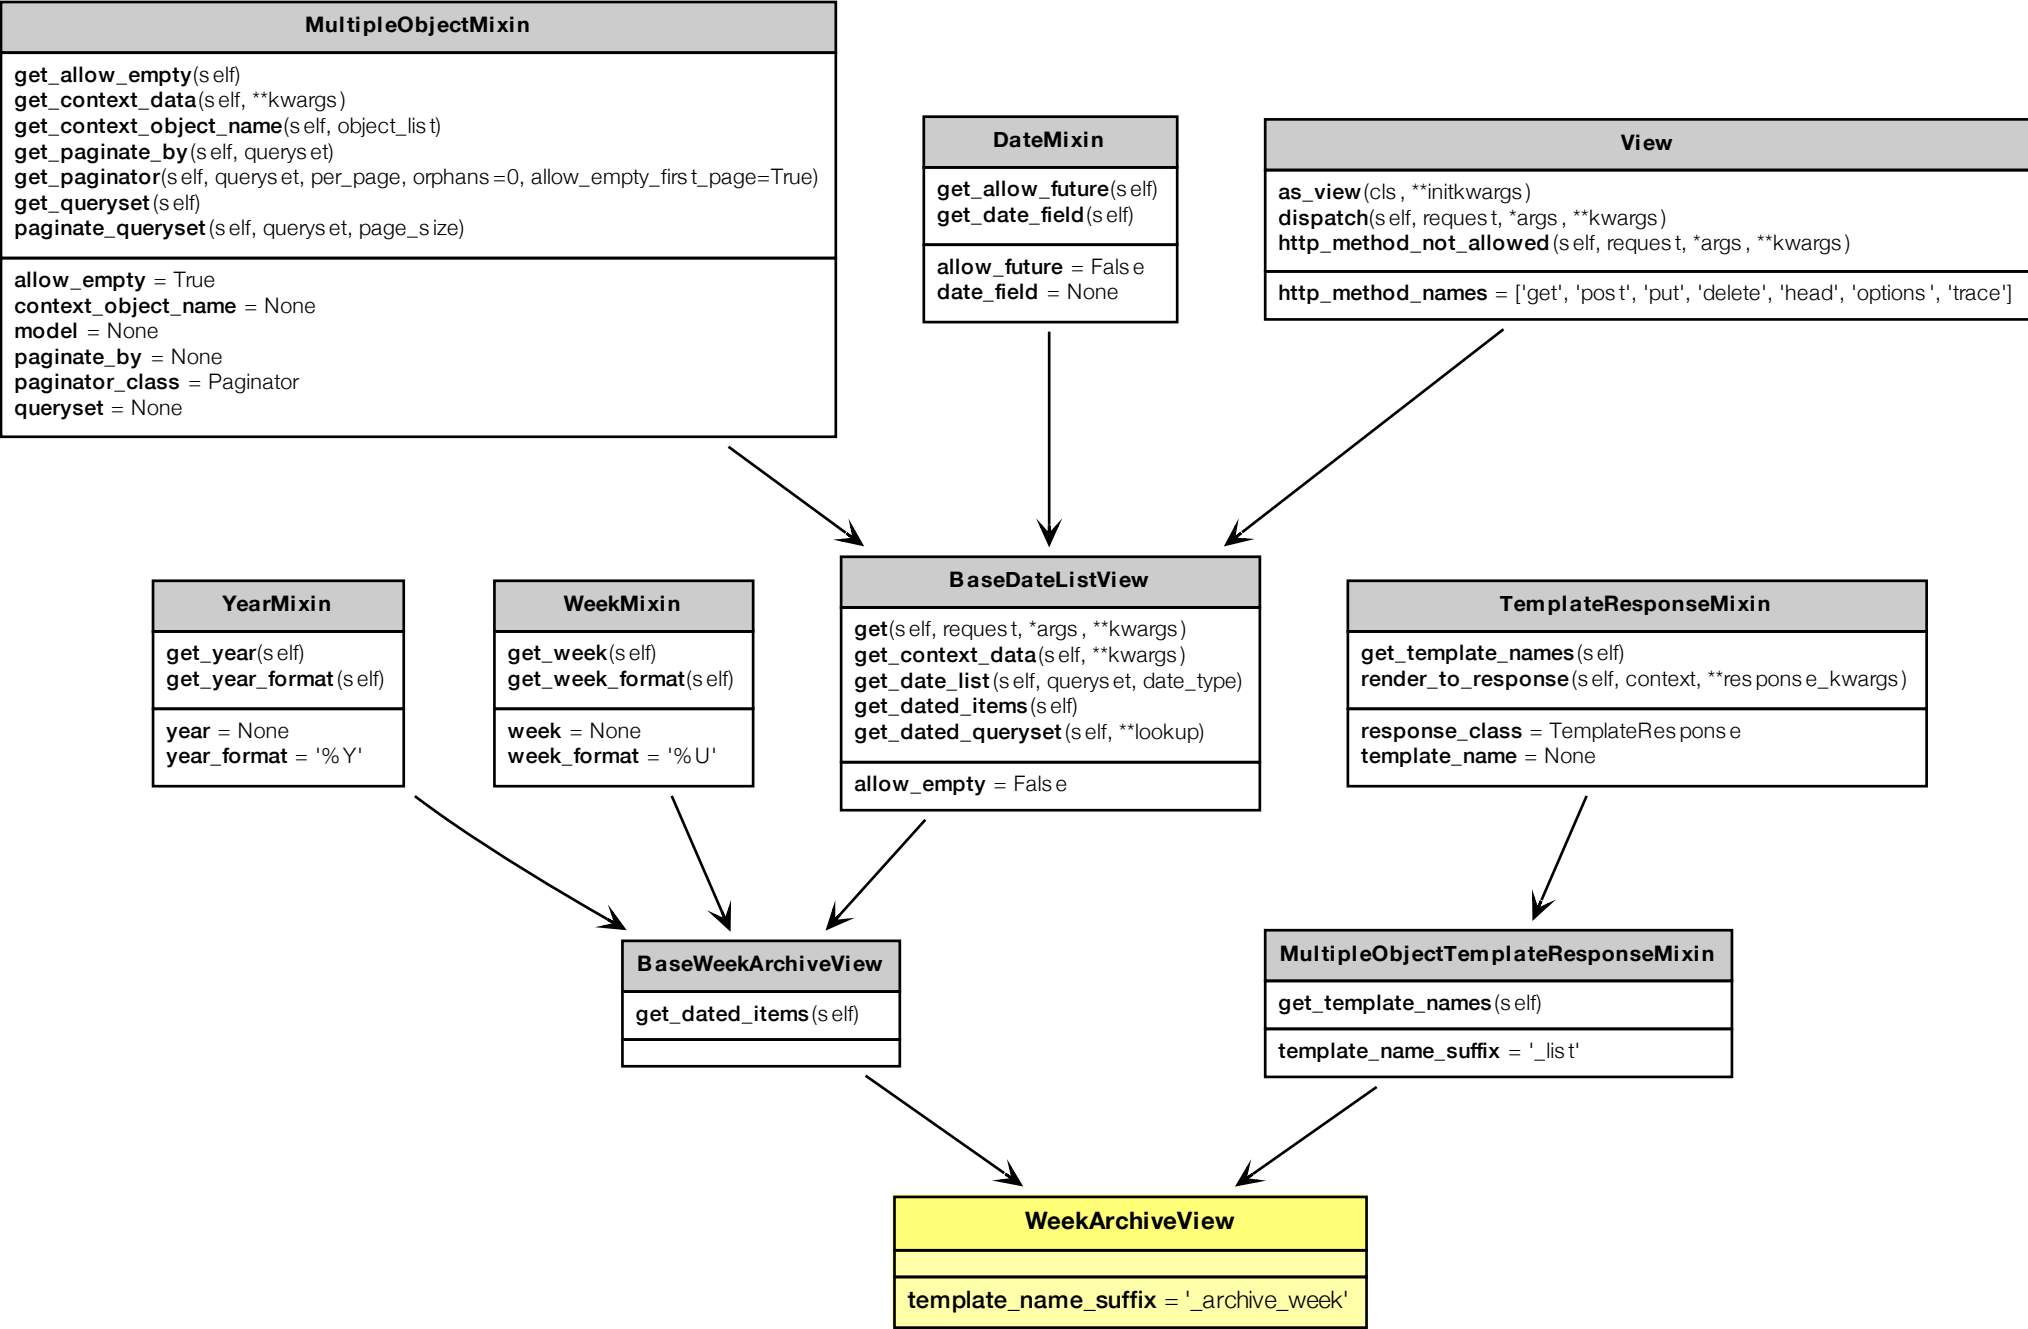 MultipleObjectMixin
get_allow_empty(self)
get_context_data(self, **kwargs)
get_context_object_name(self, object_list)
get_paginate_by(self, queryset)
get_paginator(self, queryset, per_page, orphans=0, allow_empty_first_page=True)
get_queryset(self)
paginate_queryset(self, queryset, page_size)
allow_empty = True
context_object_name = None
model = None
paginate_by = None
paginator_class = Paginator
queryset = None
DateMixin
get_allow_future(self)
get_date_field(self)
allow_future = False
date_field = None
View
as_view(cls, **initkwargs)
dispatch(self, request, *args, **kwargs)
http_method_not_allowed(self, request, *args, **kwargs)
http_method_names = ['get', 'post', 'put', 'delete', 'head', 'options', 'trace']
YearMixin
get_year(self)
get_year_format(self)
year = None
year_format = '%Y'
WeekMixin
get_week(self)
get_week_format(self)
week = None
week_format = '%U'
BaseDateListView
get(self, request, *args, **kwargs)
get_context_data(self, **kwargs)
get_date_list(self, queryset, date_type)
get_dated_items(self)
get_dated_queryset(self, **lookup)
allow_empty = False
TemplateResponseMixin
get_template_names(self)
render_to_response(self, context, **response_kwargs)
response_class = TemplateResponse
template_name = None
BaseWeekArchiveView
get_dated_items(self)
MultipleObjectTemplateResponseMixin
get_template_names(self)
template_name_suffix = '_list'
WeekArchiveView
template_name_suffix = '_archive_week'